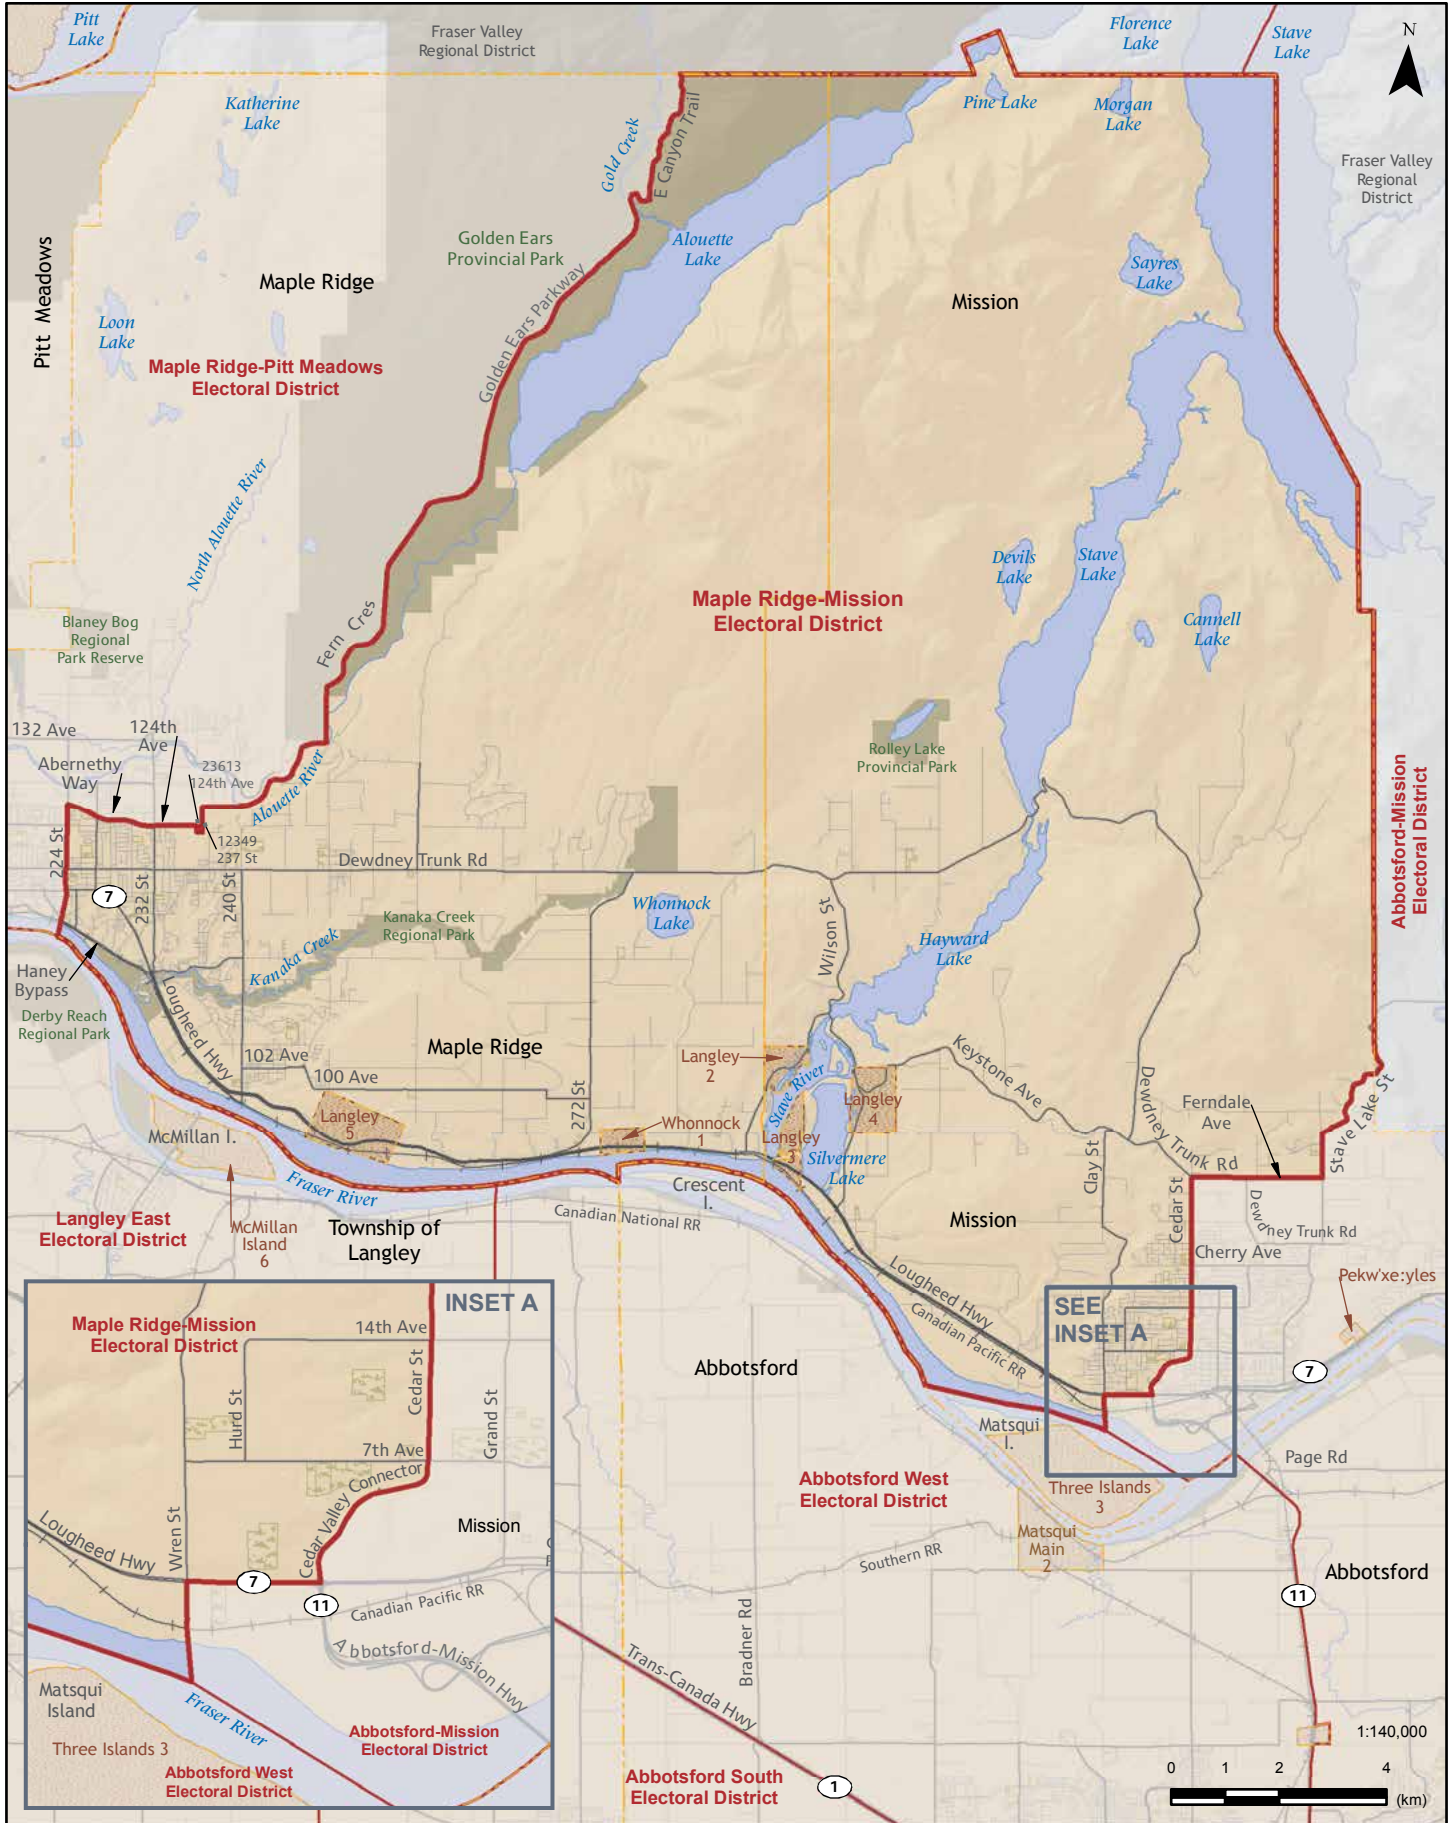 Pitt
Lake
Fraser Valley
Regional District
Florence
Lake
Stave
Lake
N
Katherine
Lake
Gold Creek
E Canyon Trail
Pine Lake
Morgan
Lake
Fraser Valley
Regional
District
Pitt Meadows
Maple Ridge
Golden Ears
Provincial Park
Alouette
Lake
Sayres
Lake
Mission
Loon
Lake
Golden Ears Parkway
Maple Ridge-Pitt Meadows
Electoral District
North Alouette River
Devils
Lake
Stave
Lake
Maple Ridge-Mission
Electoral District
Cannell
Lake
Blaney Bog
Regional
Park Reserve
Fern Cres
132 Ave
124th
Ave
Abernethy
Way
23613
124th Ave
Alouette River
Rolley Lake
Provincial Park
Abbotsford-Mission
Electoral District
224 St
12349
237 St
Dewdney Trunk Rd
7
232 St
240 St
Kanaka Creek
Regional Park
Whonnock
Lake
Wilson St
Hayward
Lake
Kanaka Creek
Haney
Bypass
Derby Reach
Regional Park
Lougheed Hwy
102 Ave
100 Ave
Maple Ridge
272 St
Langley
2
Stave River
Keystone Ave
Dewdney Trunk Rd
Ferndale
Ave
Stave Lake St
Langley
5
Whonnock
1
Langley
3
Langley
4
Silvermere
Lake
McMillan I.
Clay St
Cedar St
Fraser River
Crescent
I.
Canadian National RR
Langley East
Electoral District
McMillan
Island
6
Township of
Langley
Mission
Dewdney Trunk Rd
Cherry Ave
Pekw'xe:yles
Lougheed Hwy
Canadian Pacific RR
SEE
INSET A
7
Abbotsford
Matsqui
I.
Page Rd
Abbotsford West
Electoral District
Three Islands
3
Matsqui
Main
2
Southern RR
Abbotsford
11
Bradner Rd
Trans-Canada Hwy
Abbotsford South
Electoral District
1
1:140,000
0 1 2 4
(km)
INSET A
Maple Ridge-Mission
Electoral District
14th Ave
Hurd St
Cedar St
Grand St
7th Ave
Cedar Valley Connector
Wren St
Lougheed Hwy
Mission
7
11
Canadian Pacific RR
Abbotsford-Mission Hwy
Matsqui
Island
Fraser River
Three Islands 3
Abbotsford-Mission
Electoral District
Abbotsford West
Electoral District